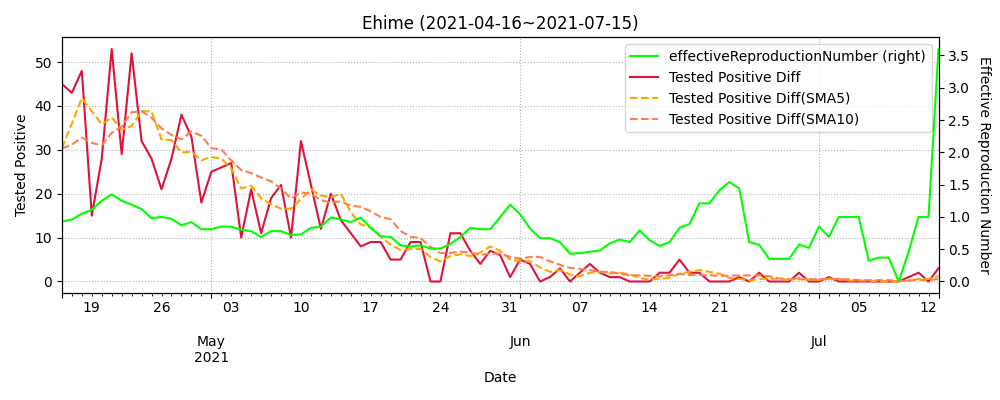 Ehime (2021-04-16~2021-07-15)
effectiveReproductionNumber (right)
Tested Positive Diff
Tested Positive Diff(SMA5)
Tested Positive Diff(SMA10)
Tested Positive
50
40
30
20
10
0
Effective Reproduction Number
3.5
3.0
2.5
2.0
1.5
1.0
0.5
0.0
19 26 03 10 17 24 31 07 14 21 28 05 12
May Jun Jul
2021
Date